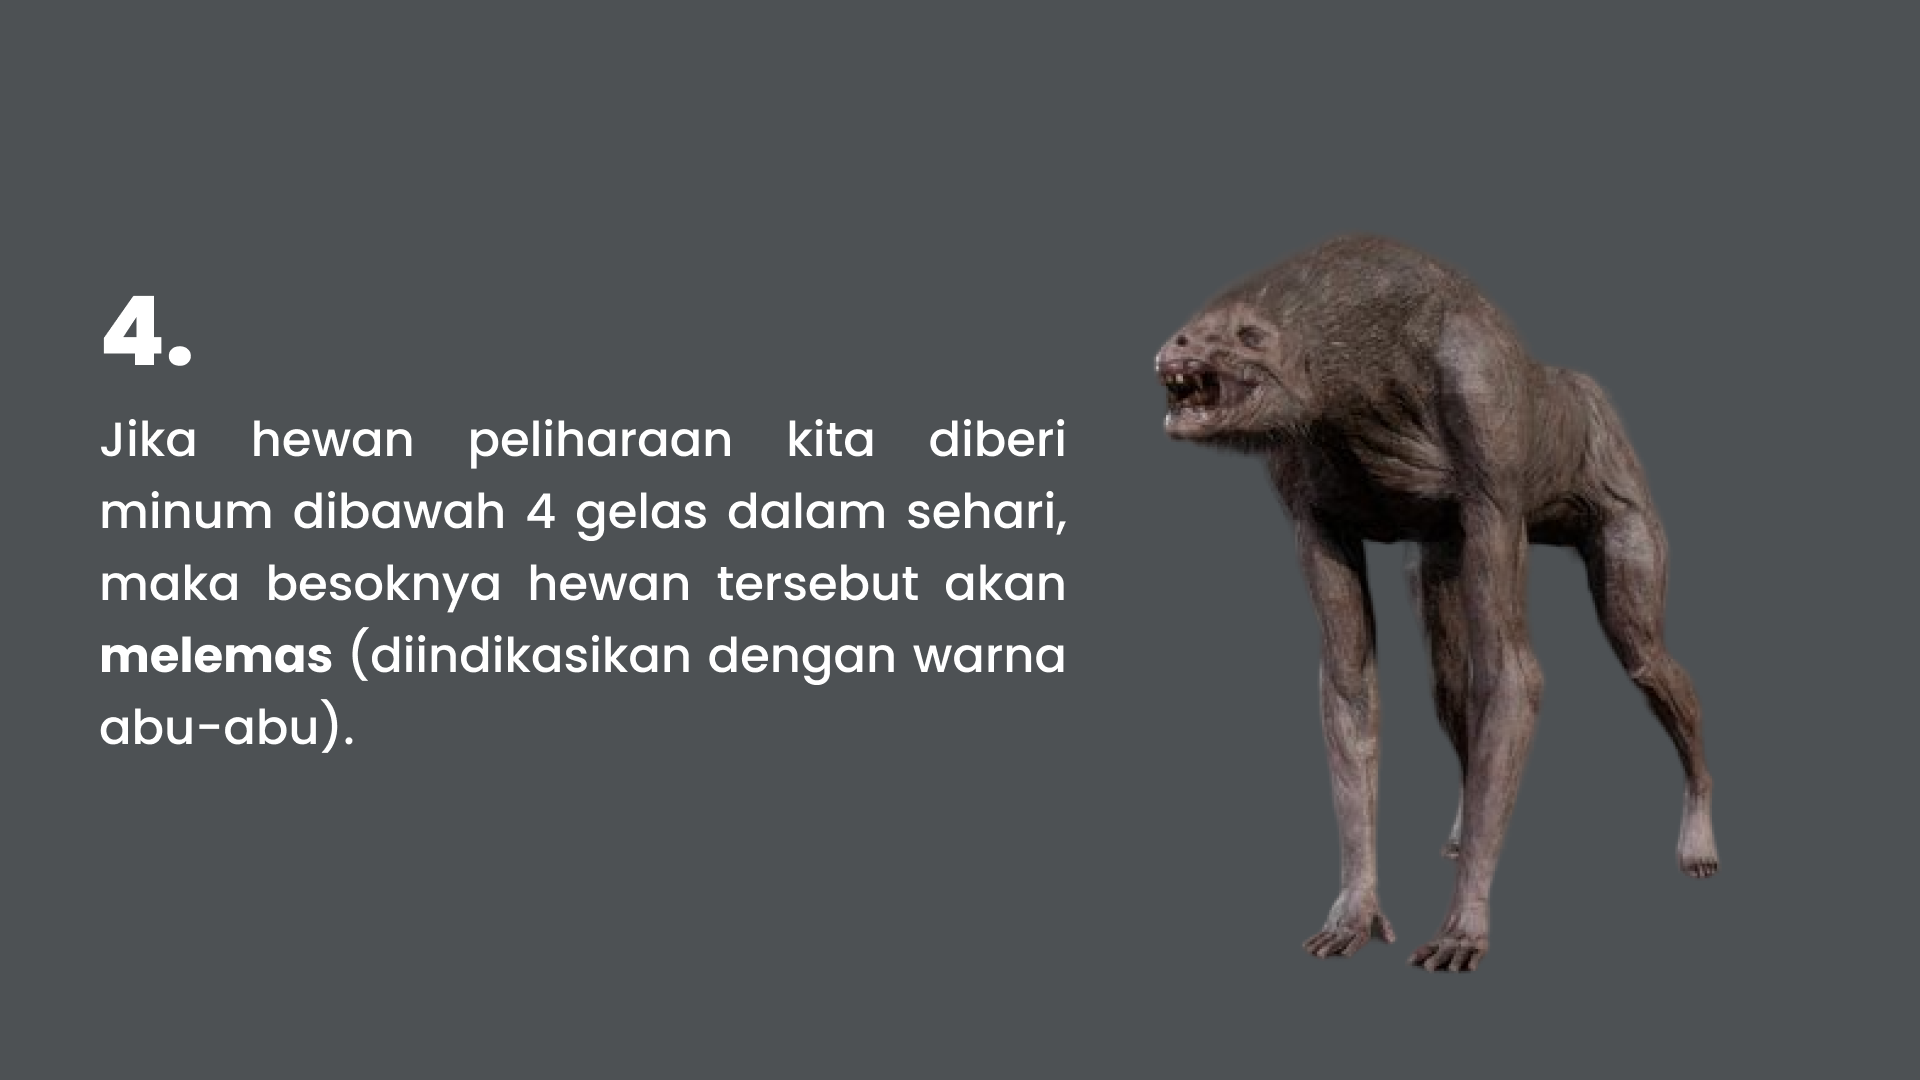 4.
Jika hewan peliharaan kita diberi
minum dibawah 4 gelas dalam sehari,
maka besoknya hewan tersebut akan
melemas (diindikasikan dengan warna
abu-abu).